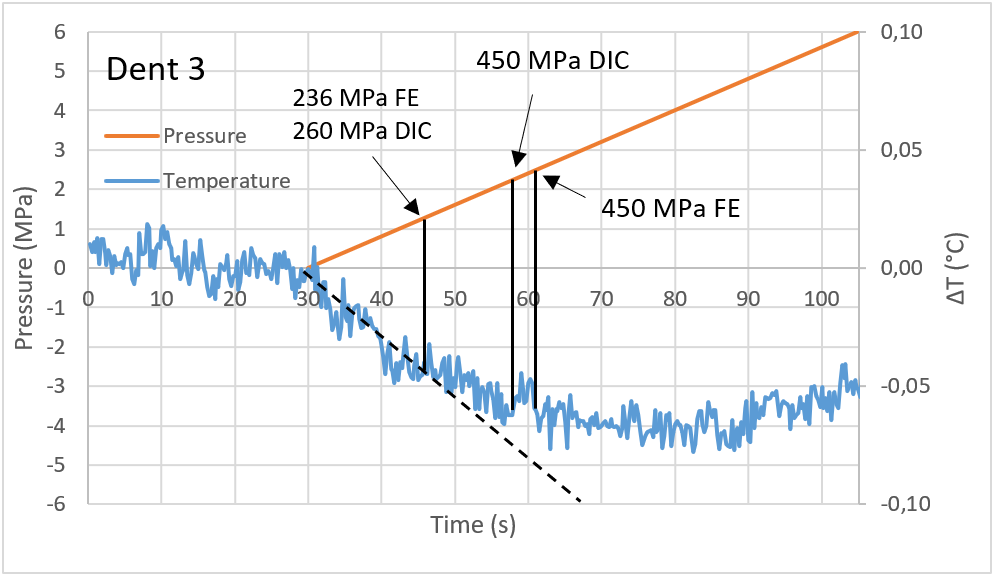 6
5
4
3
2
1
0
-1
-2
-3
-4
-5
-6
Pressure (MPa)
Dent 3
Pressure
Temperature
236 MPa FE
260 MPa DIC
450 MPa DIC
450 MPa FE
0 10 20 30 40 50 60 70 80 90 100
Time (s)
0,10
0,05
0,00
-0,05
-0,10
ΔT (°C)